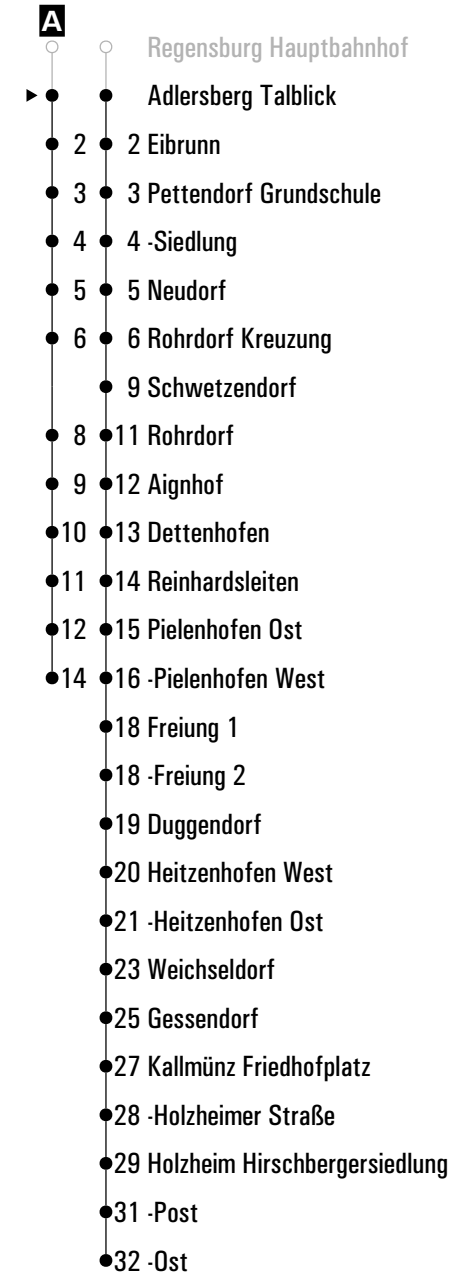 A
Regensburg Hauptbahnhof
Adlersberg Talblick
2 2 Eibrunn
3 3 Pettendorf Grundschule
4 4 -Siedlung
5 5 Neudorf
6 6 Rohrdorf Kreuzung
9 Schwetzendorf
8 11 Rohrdorf
9 12 Aignhof
10 13 Dettenhofen
11 14 Reinhardsleiten
12 15 Pielenhofen Ost
14 16 -Pielenhofen West
18 Freiung 1
18 -Freiung 2
19 Duggendorf
20 Heitzenhofen West
21 -Heitzenhofen Ost
23 Weichseldorf
25 Gessendorf
27 Kallmünz Friedhofplatz
28 -Holzheimer Straße
29 Holzheim Hirschbergersiedlung
31 -Post
32 -Ost